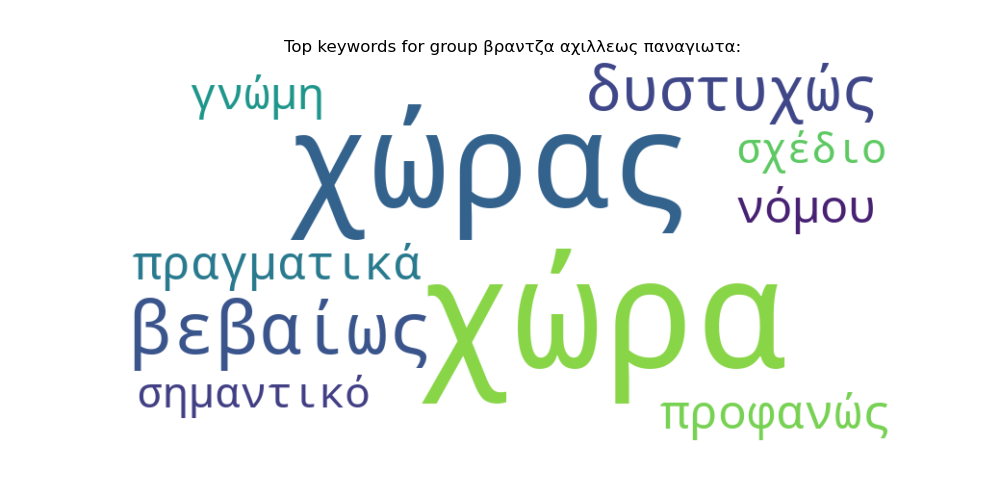 Top keywords for group βραντζα αχιλλεως παναγιωτα:
γνώμη
δυστυχώς
χώρας
σχέδιο
νόμου
πραγματικά
βεβαίως
χώρα
σημαντικό
προφανώς